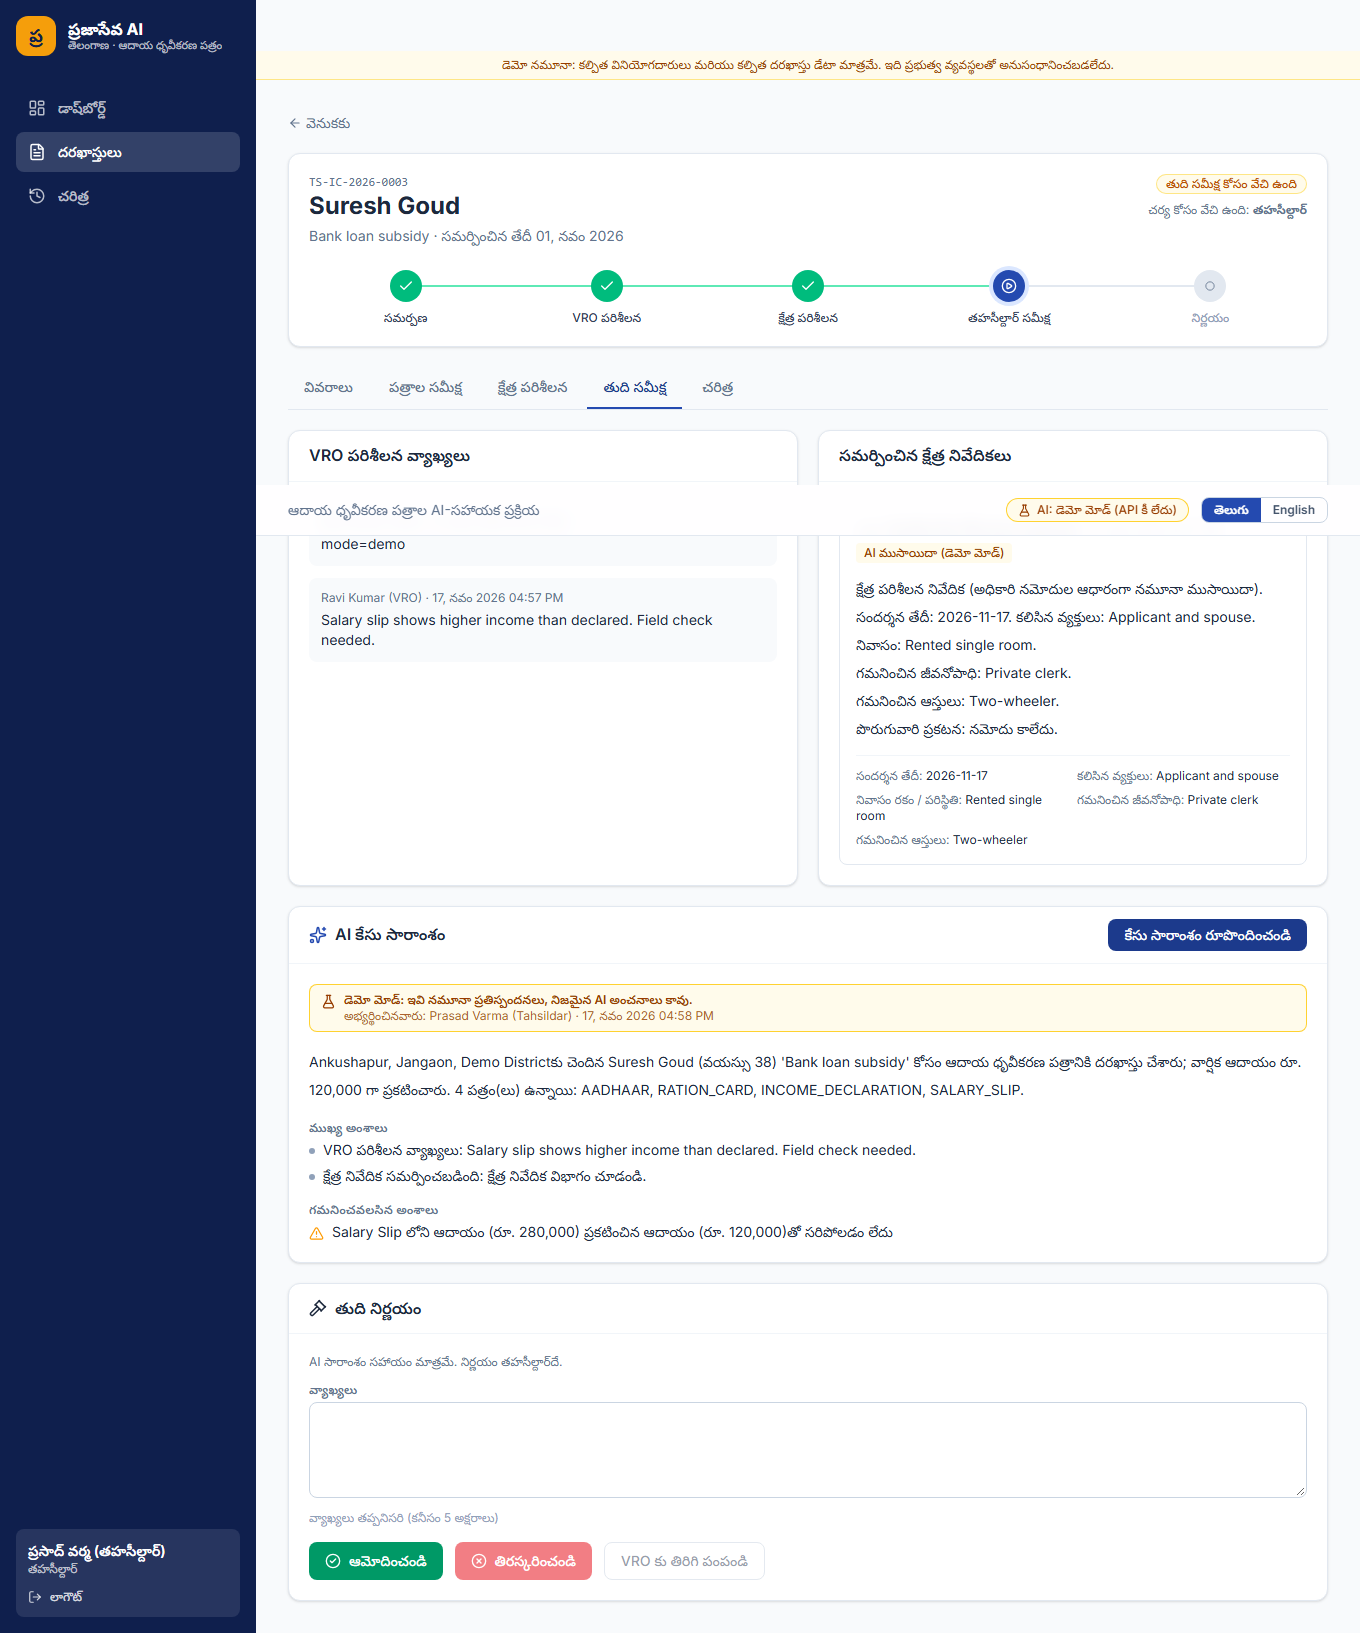 ప్ర
ప్రజాసేవ AI
తెలంగాణ · ఆదాయ ధృవీకరణ పత్రం
డాష్‌బోర్డ్
దరఖాస్తులు
చరిత్ర
డెమో నమూనా: కల్పిత వినియోగదారులు మరియు కల్పిత దరఖాస్తు డేటా మాత్రమే. ఇది ప్రభుత్వ వ్యవస్థలతో అనుసంధానించబడలేదు.
వెనుకకు
TS-IC-2026-0003
Suresh Goud
Bank loan subsidy · సమర్పించిన తేదీ 01, నవం 2026
తుది సమీక్ష కోసం వేచి ఉంది
చర్య కోసం వేచి ఉంది: తహసీల్దార్
సమర్పణ
VRO పరిశీలన
క్షేత్ర పరిశీలన
తహసీల్దార్ సమీక్ష
నిర్ణయం
వివరాలు
పత్రాల సమీక్ష
క్షేత్ర పరిశీలన
తుది సమీక్ష
చరిత్ర
VRO పరిశీలన వ్యాఖ్యలు
సమర్పించిన క్షేత్ర నివేదికలు
ఆదాయ ధృవీకరణ పత్రాల AI-సహాయక ప్రక్రియ
AI: డెమో మోడ్ (API కీ లేదు)
తెలుగు
English
mode=demo
Ravi Kumar (VRO) · 17, నవం 2026 04:57 PM
Salary slip shows higher income than declared. Field check
needed.
AI ముసాయిదా (డెమో మోడ్)
క్షేత్ర పరిశీలన నివేదిక (అధికారి నమోదుల ఆధారంగా నమూనా ముసాయిదా).
సందర్శన తేదీ: 2026-11-17. కలిసిన వ్యక్తులు: Applicant and spouse.
నివాసం: Rented single room.
గమనించిన జీవనోపాధి: Private clerk.
గమనించిన ఆస్తులు: Two-wheeler.
పొరుగువారి ప్రకటన: నమోదు కాలేదు.
సందర్శన తేదీ: 2026-11-17
కలిసిన వ్యక్తులు: Applicant and spouse
నివాసం రకం / పరిస్థితి: Rented single
room
గమనించిన జీవనోపాధి: Private clerk
గమనించిన ఆస్తులు: Two-wheeler
AI కేసు సారాంశం
కేసు సారాంశం రూపొందించండి
డెమో మోడ్: ఇవి నమూనా ప్రతిస్పందనలు, నిజమైన AI అంచనాలు కావు.
అభ్యర్థించినవారు: Prasad Varma (Tahsildar) · 17, నవం 2026 04:58 PM
Ankushapur, Jangaon, Demo Districtకు చెందిన Suresh Goud (వయస్సు 38) 'Bank loan subsidy' కోసం ఆదాయ ధృవీకరణ పత్రానికి దరఖాస్తు చేశారు; వార్షిక ఆదాయం రూ.
120,000 గా ప్రకటించారు. 4 పత్రం(లు) ఉన్నాయి: AADHAAR, RATION_CARD, INCOME_DECLARATION, SALARY_SLIP.
ముఖ్య అంశాలు
VRO పరిశీలన వ్యాఖ్యలు: Salary slip shows higher income than declared. Field check needed.
క్షేత్ర నివేదిక సమర్పించబడింది: క్షేత్ర నివేదిక విభాగం చూడండి.
గమనించవలసిన అంశాలు
Salary Slip లోని ఆదాయం (రూ. 280,000) ప్రకటించిన ఆదాయం (రూ. 120,000)తో సరిపోలడం లేదు
తుది నిర్ణయం
AI సారాంశం సహాయం మాత్రమే. నిర్ణయం తహసీల్దార్‌దే.
వ్యాఖ్యలు
వ్యాఖ్యలు తప్పనిసరి (కనీసం 5 అక్షరాలు)
ఆమోదించండి
తిరస్కరించండి
VRO కు తిరిగి పంపండి
ప్రసాద్ వర్మ (తహసీల్దార్)
తహసీల్దార్
లాగౌట్